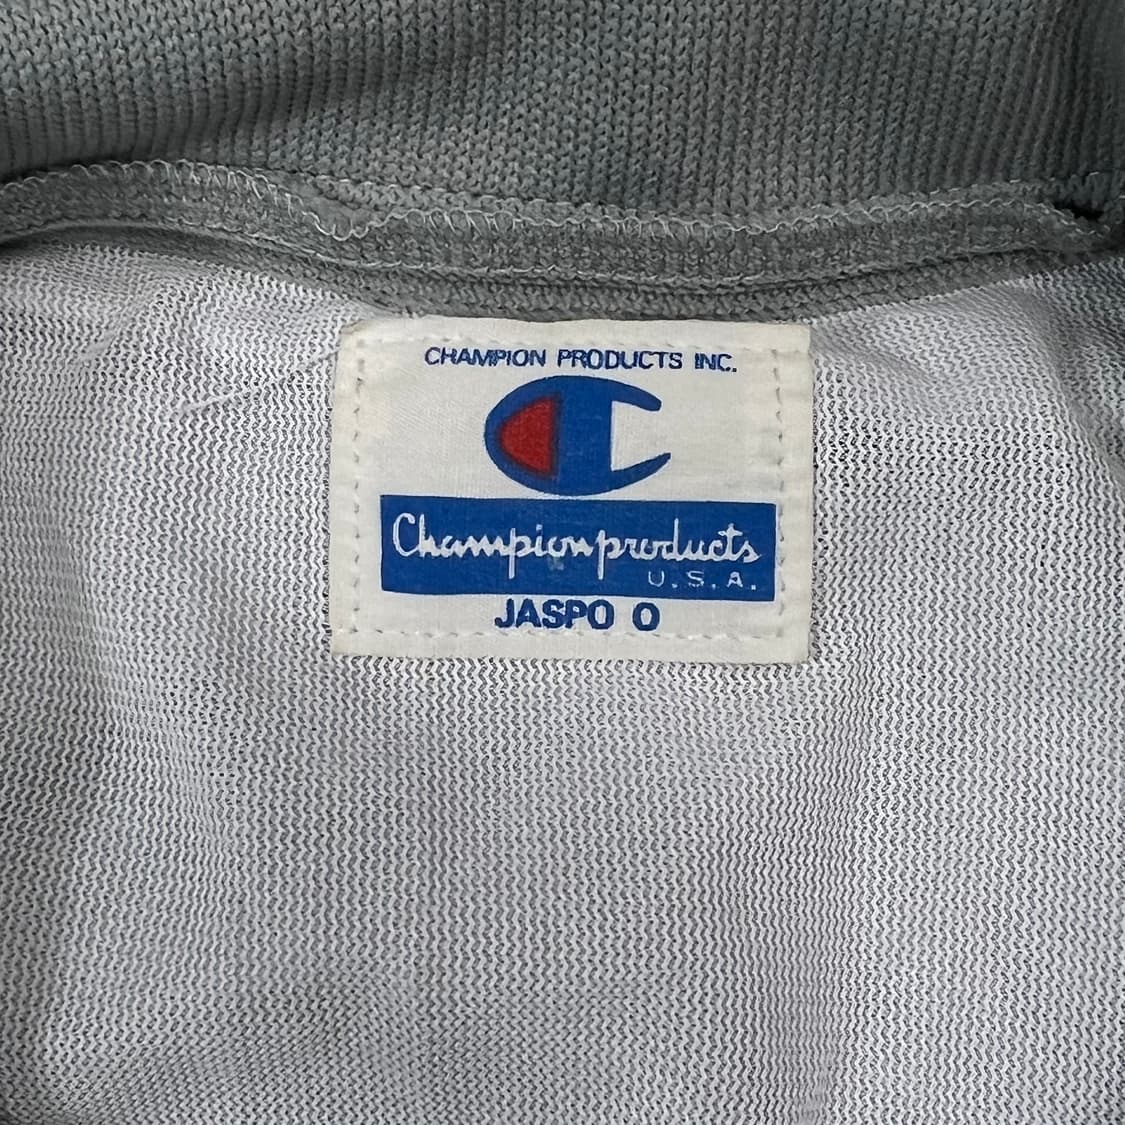 CHAMPION PRODUCTS INC.
Championproducts
U.S.A.
JASPO O